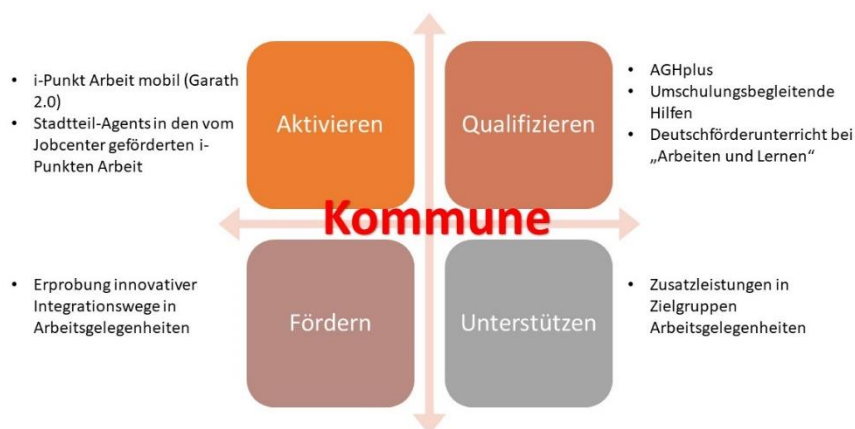 • i-Punkt Arbeit mobil (Garath
2.0)
• Stadtteil-Agents in den vom
Jobcenter geförderten i-
Punkten Arbeit
Aktivieren
Qualifizieren
• AGHplus
• Umschulungsbegleitende
Hilfen
• Deutschförderunterricht bei
„Arbeiten und Lernen“
Kommune
• Erprobung innovativer
Integrationswege in
Arbeitsgelegenheiten
Fördern
Unterstützen
• Zusatzleistungen in
Zielgruppen
Arbeitsgelegenheiten